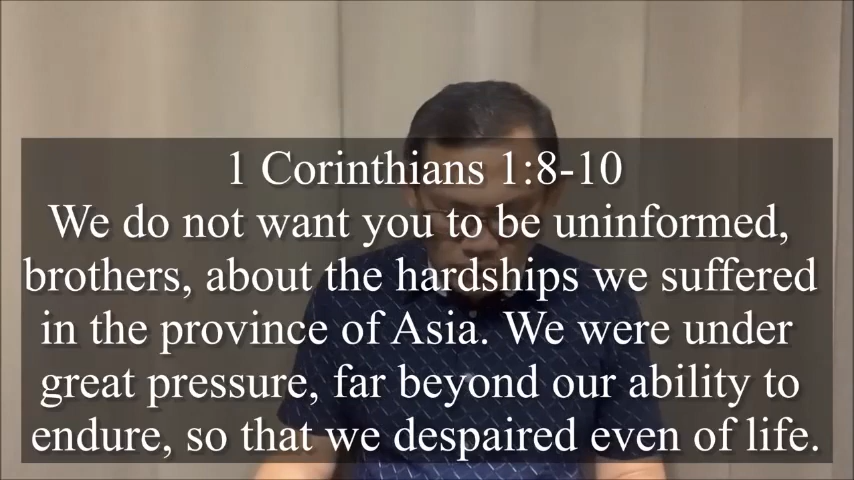 1 Corinthians 1:8-10
We do not want you to be uninformed,
brothers, about the hardships we suffered
in the province of Asia. We were under
great pressure, far beyond our ability to
endure, so that we despaired even of life.